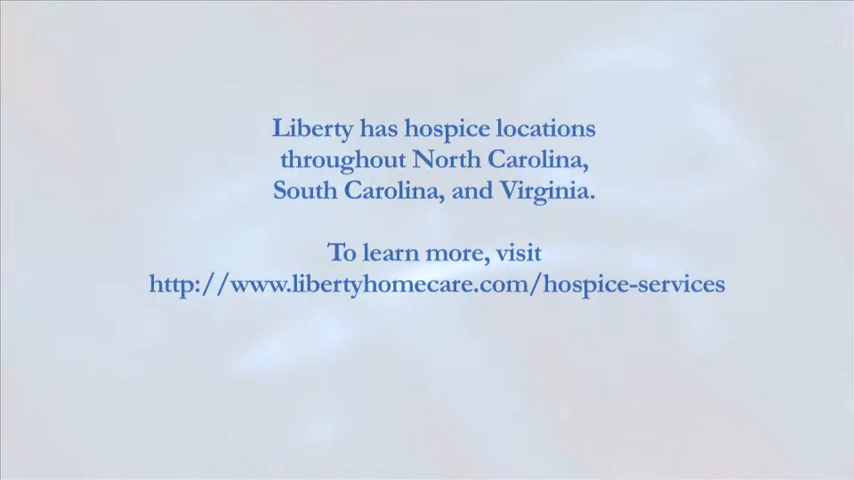 Liberty has hospice locations
throughout North Carolina,
South Carolina, and Virginia.
To learn more, visit
http://www.libertyhomecare.com/hospice-services